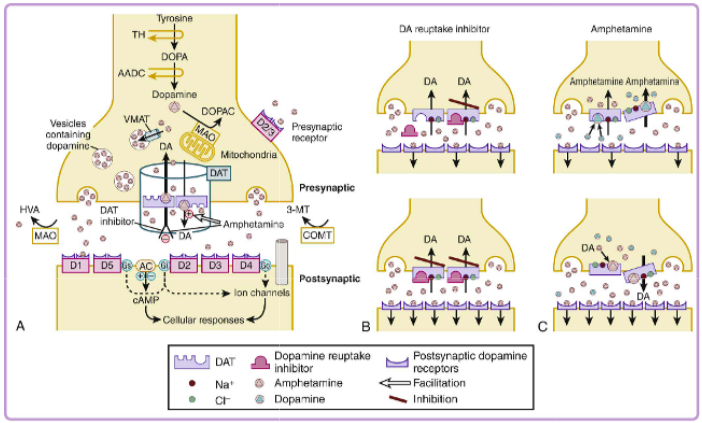 Tyrosine
TH
DOPA
AADC
Dopamine
DOPAC
VMAT
Vesicles
containing
dopamine
MAO
D2/3
Presynaptic
receptor
Mitochondria
DA
DAT
Presynaptic
HVA
MAO
DAT
inhibitor
DA
Amphetamine
3-MT
COMT
D1
D5
Gs
AC
Gi
D2
D3
D4
Postsynaptic
cAMP
Ion channels
Cellular responses
A
DA reuptake inhibitor
DA
DA
DA
DA
B
Amphetamine
Amphetamine Amphetamine
DA
DA
C
DAT
Dopamine reuptake
inhibitor
Postsynaptic dopamine
receptors
Na⁺
Amphetamine
Facilitation
Cl⁻
Dopamine
Inhibition